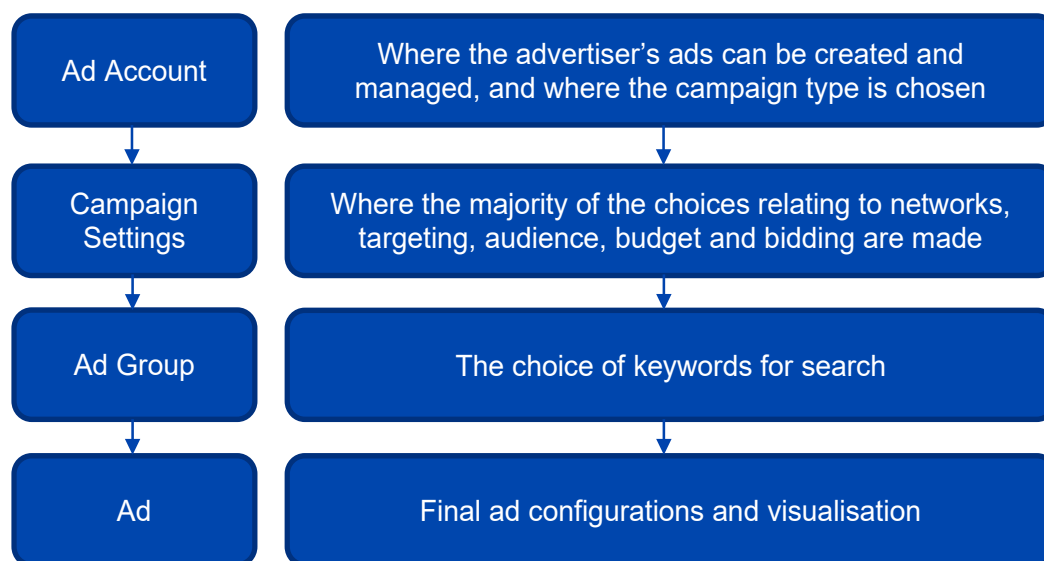 Ad Account
Where the advertiser’s ads can be created and
managed, and where the campaign type is chosen
Campaign
Settings
Where the majority of the choices relating to networks,
targeting, audience, budget and bidding are made
Ad Group
The choice of keywords for search
Ad
Final ad configurations and visualisation